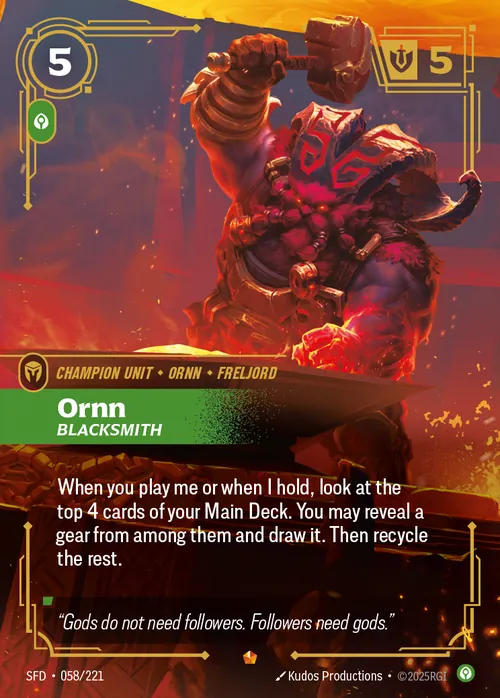 5
5
CHAMPION UNIT • ORNN • FRELJORD
Ornn
BLACKSMITH
When you play me or when I hold, look at the
top 4 cards of your Main Deck. You may reveal a
gear from among them and draw it. Then recycle
the rest.
“Gods do not need followers. Followers need gods.”
SFD • 058/221
Kudos Productions • ©2025RGI